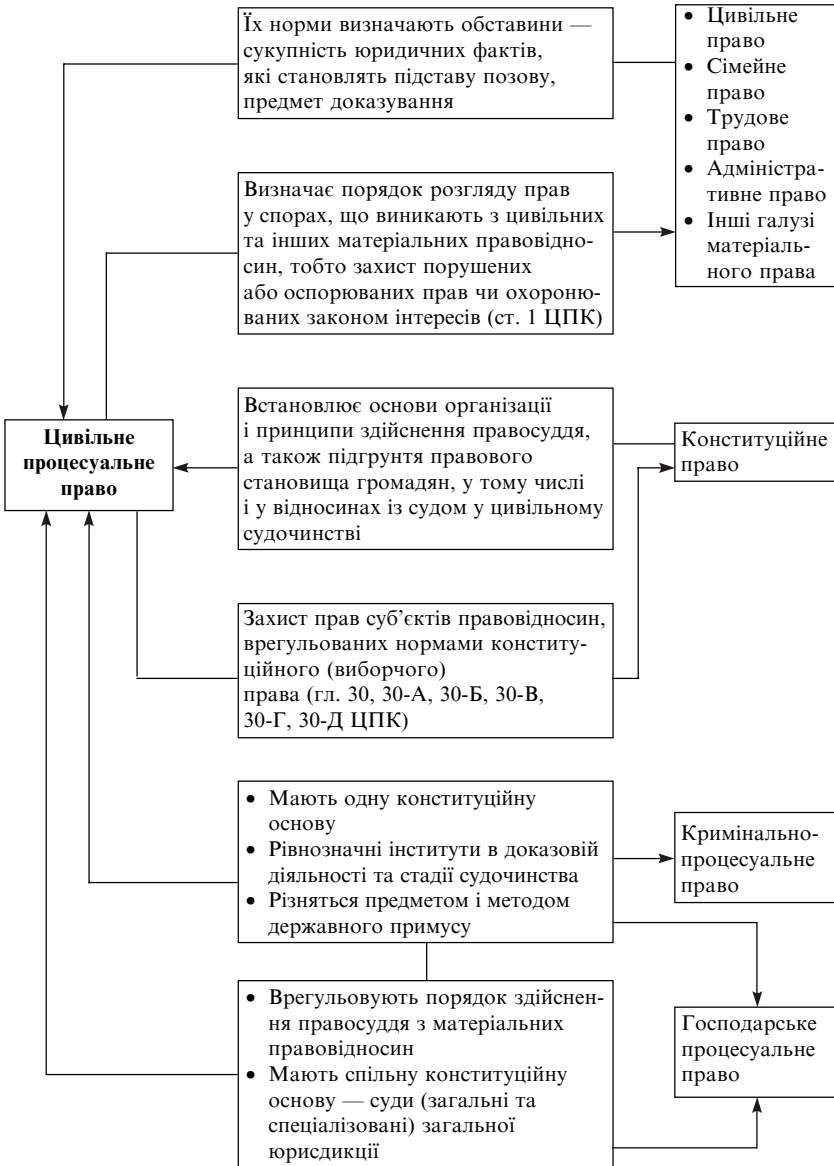 Їх норми визначають обставини —
сукупність юридичних фактів,
які становлять підставу позову,
предмет доказування
• Цивільне
право
• Сімейне
право
• Трудове
право
• Адміністра-
тивне право
• Інші галузі
матеріаль-
ного права
Визначає порядок розгляду прав
у спорах, що виникають з цивільних
та інших матеріальних правовідно-
син, тобто захист порушених
або оспорюваних прав чи охороню-
ваних законом інтересів (ст. 1 ЦПК)
Цивільне
процесуальне
право
Встановлює основи організації
і принципи здійснення правосуддя,
а також підґрунтя правового
становища громадян, у тому числі
і у відносинах із судом у цивільному
судочинстві
Конституційне
право
Захист прав суб’єктів правовідносин,
врегульованих нормами конститу-
ційного (виборчого)
права (гл. 30, 30-А, 30-Б, 30-В,
30-Г, 30-Д ЦПК)
• Мають одну конституційну
основу
• Рівнозначні інститути в доказовій
діяльності та стадії судочинства
• Різняться предметом і методом
державного примусу
Кримінально-
процесуальне
право
• Врегульовують порядок здійснен-
ня правосуддя з матеріальних
правовідносин
• Мають спільну конституційну
основу — суди (загальні та
спеціалізовані) загальної
юрисдикції
Господарське
процесуальне
право